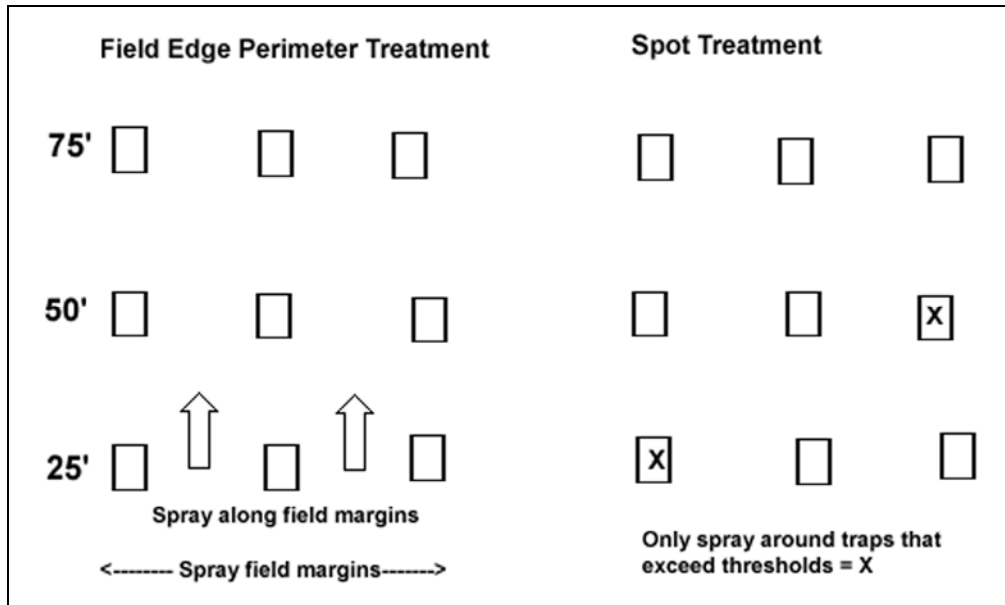 Field Edge Perimeter Treatment
Spot Treatment
75'
50'
X
25'
X
Spray along field margins
<-------- Spray field margins------->
Only spray around traps that
exceed thresholds = X